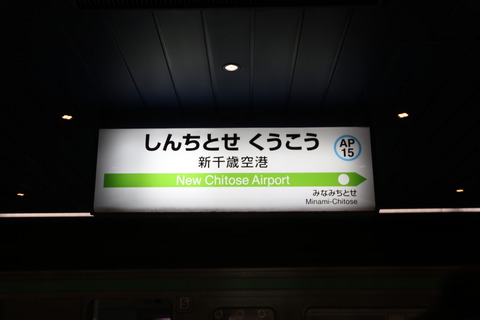 しんちとせ くうこう
AP
15
新千歳空港
New Chitose Airport
みなみちとせ
Minami-Chitose